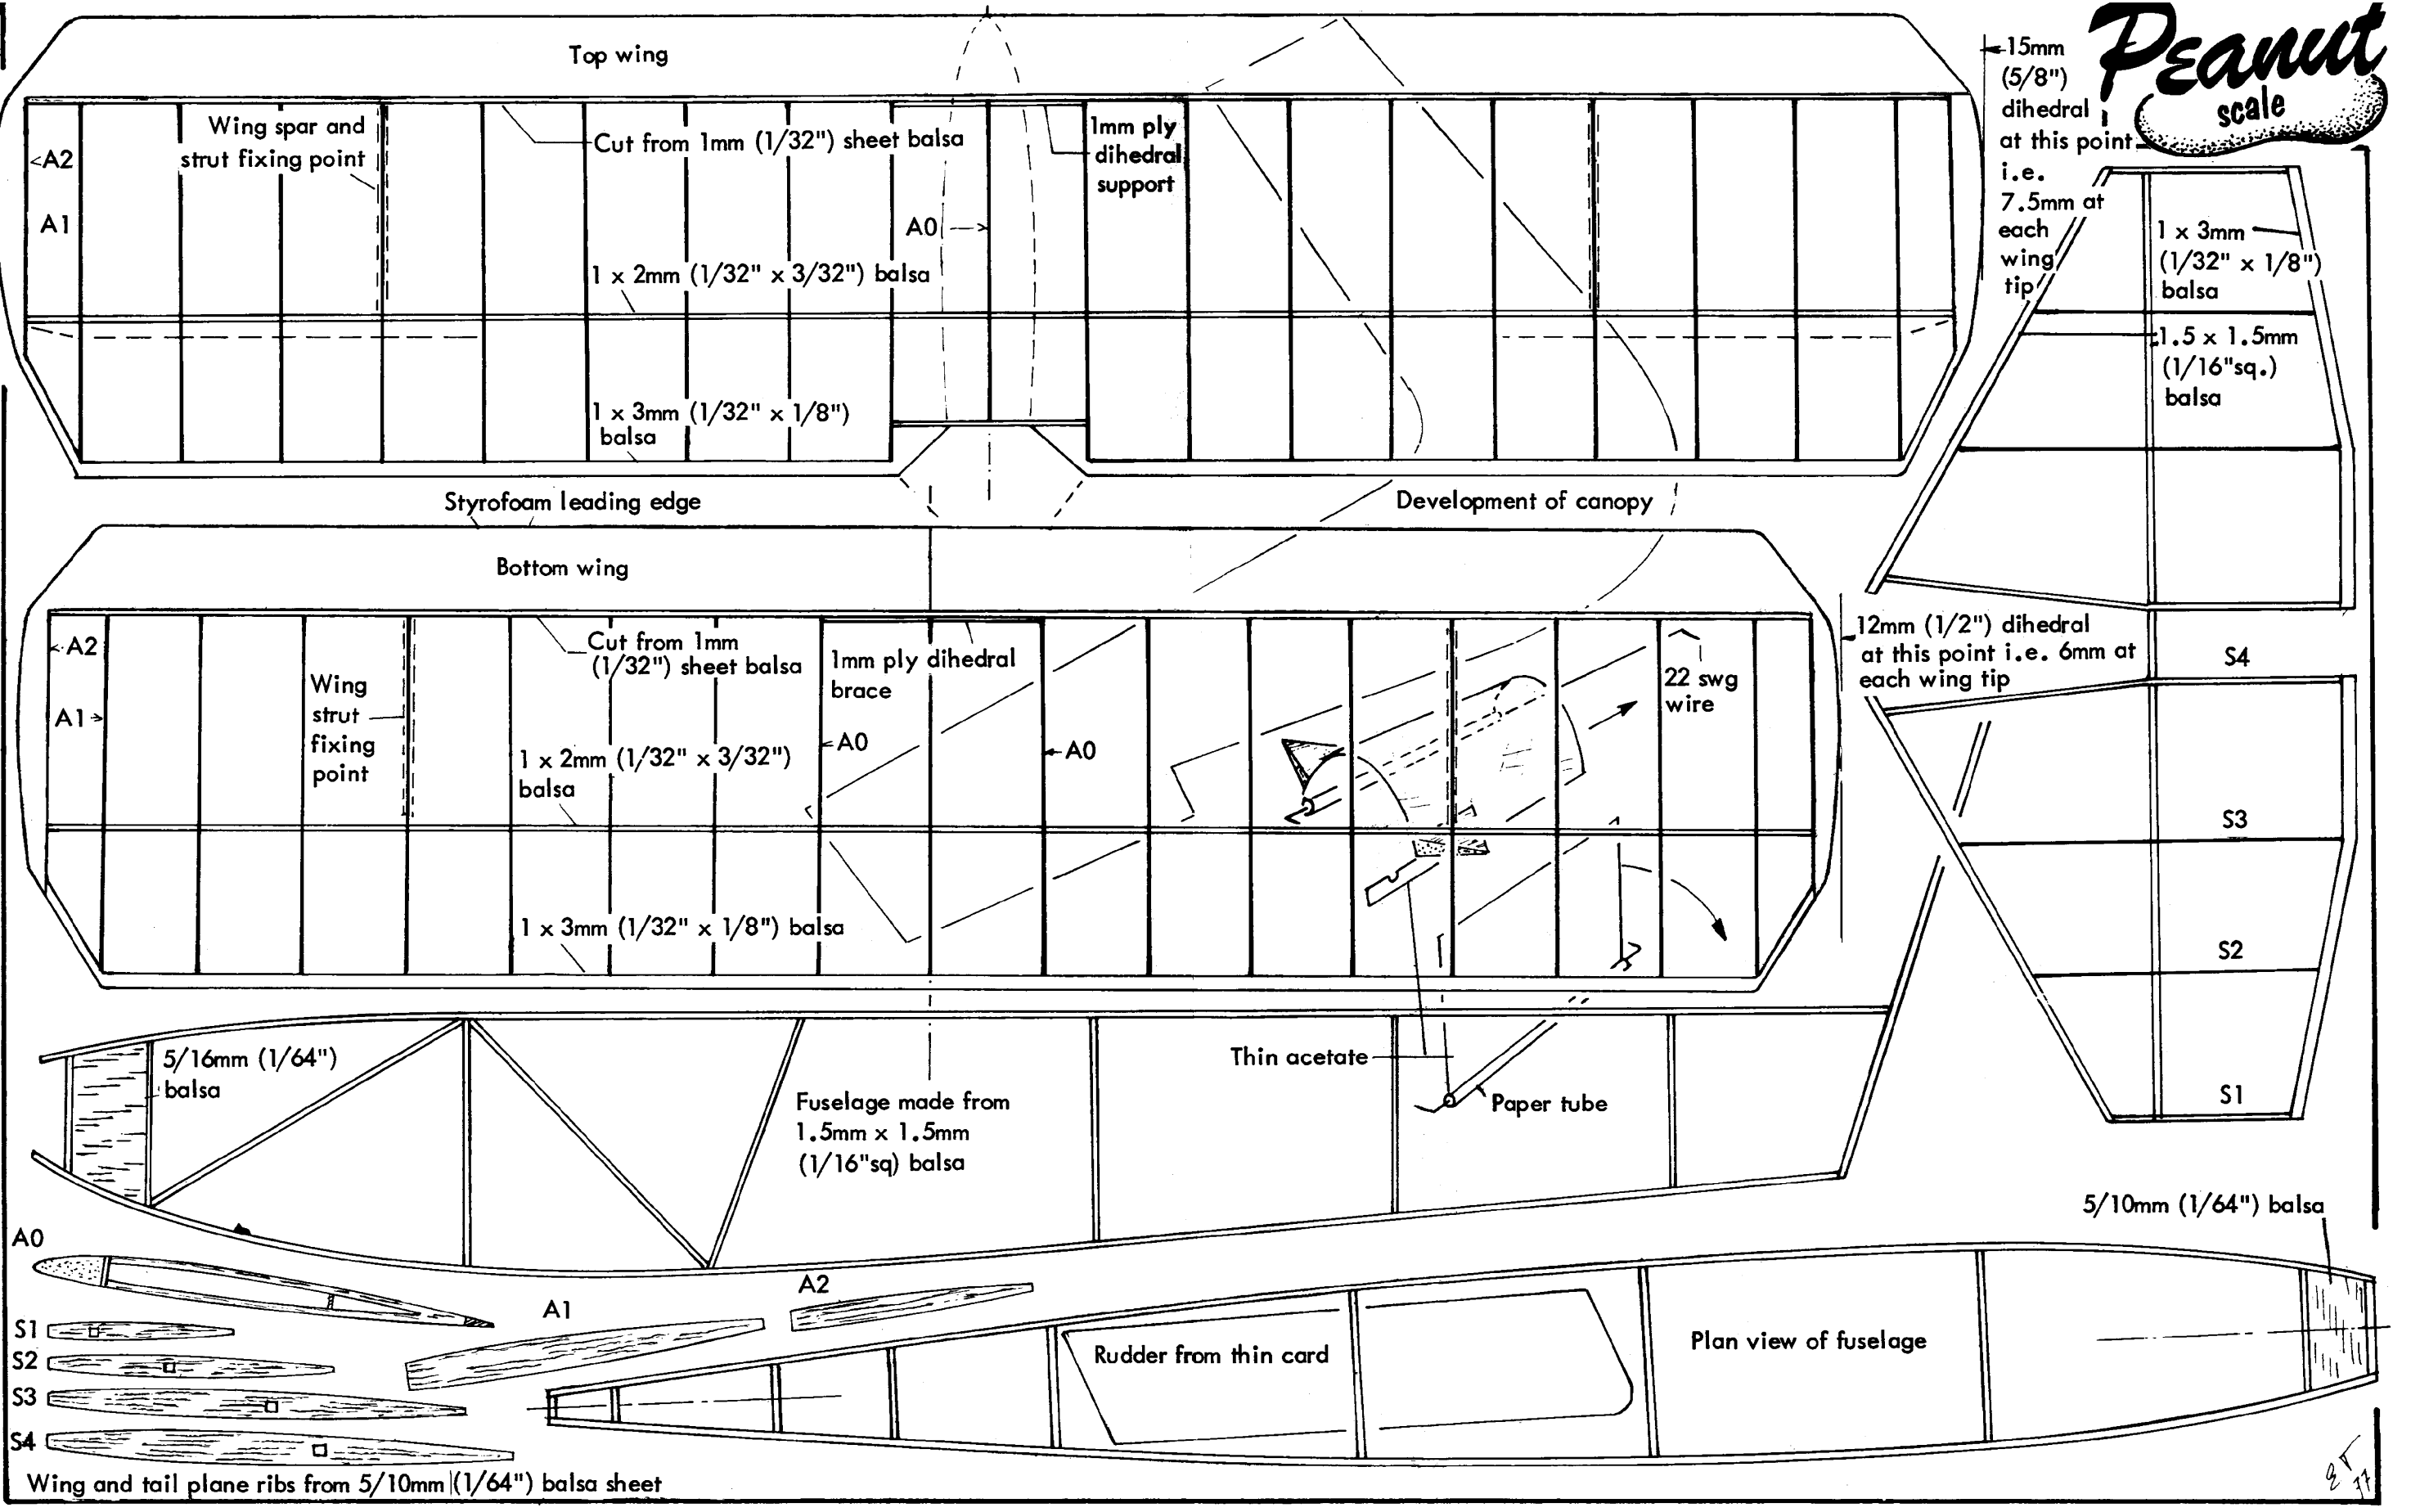 Peanut
scale
Top wing
15mm
(5/8")
dihedral
at this point
i.e.
7.5mm at
each
wing
tip
Wing spar and
strut fixing point
Cut from 1mm (1/32") sheet balsa
1mm ply
dihedral
support
A2
A1
A0
1 x 2mm (1/32" x 3/32") balsa
1 x 3mm (1/32" x 1/8")
balsa
1 x 3mm
(1/32" x 1/8")
balsa
1.5 x 1.5mm
(1/16"sq.)
balsa
Styrofoam leading edge
Development of canopy
Bottom wing
A2
A1
Wing
strut
fixing
point
Cut from 1mm
(1/32") sheet balsa
1mm ply dihedral
brace
A0
A0
22 swg
wire
12mm (1/2") dihedral
at this point i.e. 6mm at
each wing tip
1 x 2mm (1/32" x 3/32")
balsa
1 x 3mm (1/32" x 1/8") balsa
S4
S3
S2
S1
5/16mm (1/64")
balsa
Fuselage made from
1.5mm x 1.5mm
(1/16"sq) balsa
Thin acetate
Paper tube
5/10mm (1/64") balsa
A0
A1
A2
S1
S2
S3
S4
Rudder from thin card
Plan view of fuselage
Wing and tail plane ribs from 5/10mm (1/64") balsa sheet
77